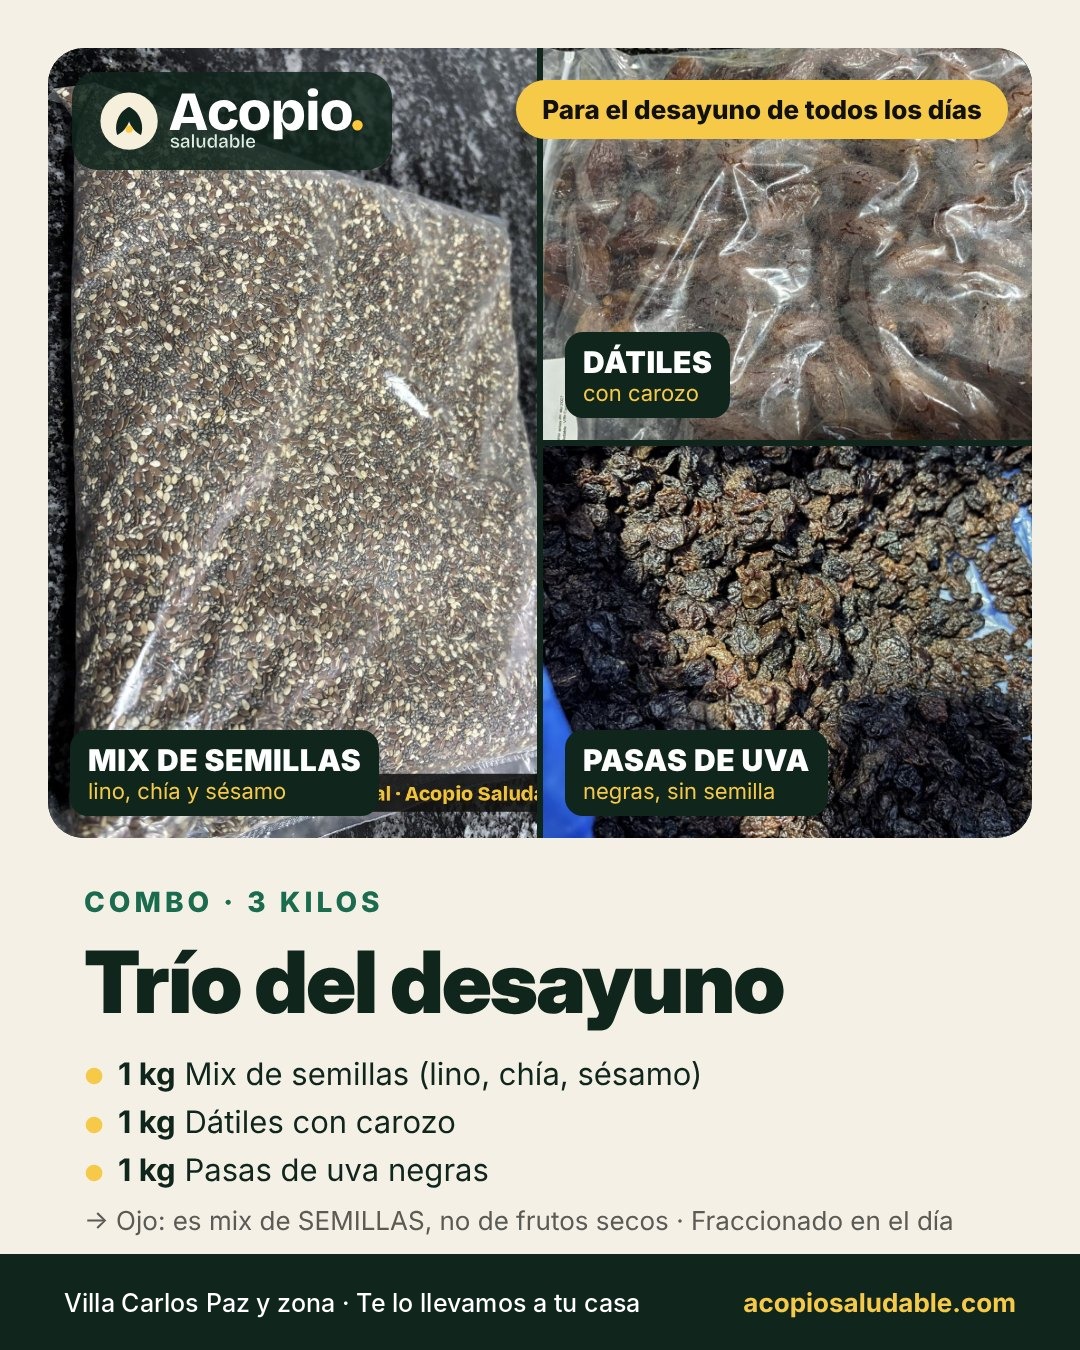 Acopio.
saludable
Para el desayuno de todos los días
DÁTILES
con carozo
MIX DE SEMILLAS
lino, chía y sésamo
al · Acopio Saluda
PASAS DE UVA
negras, sin semilla
COMBO · 3 KILOS
Trío del desayuno
1 kg Mix de semillas (lino, chía, sésamo)
1 kg Dátiles con carozo
1 kg Pasas de uva negras
→ Ojo: es mix de SEMILLAS, no de frutos secos · Fraccionado en el día
Villa Carlos Paz y zona · Te lo llevamos a tu casa
acopiosaludable.com